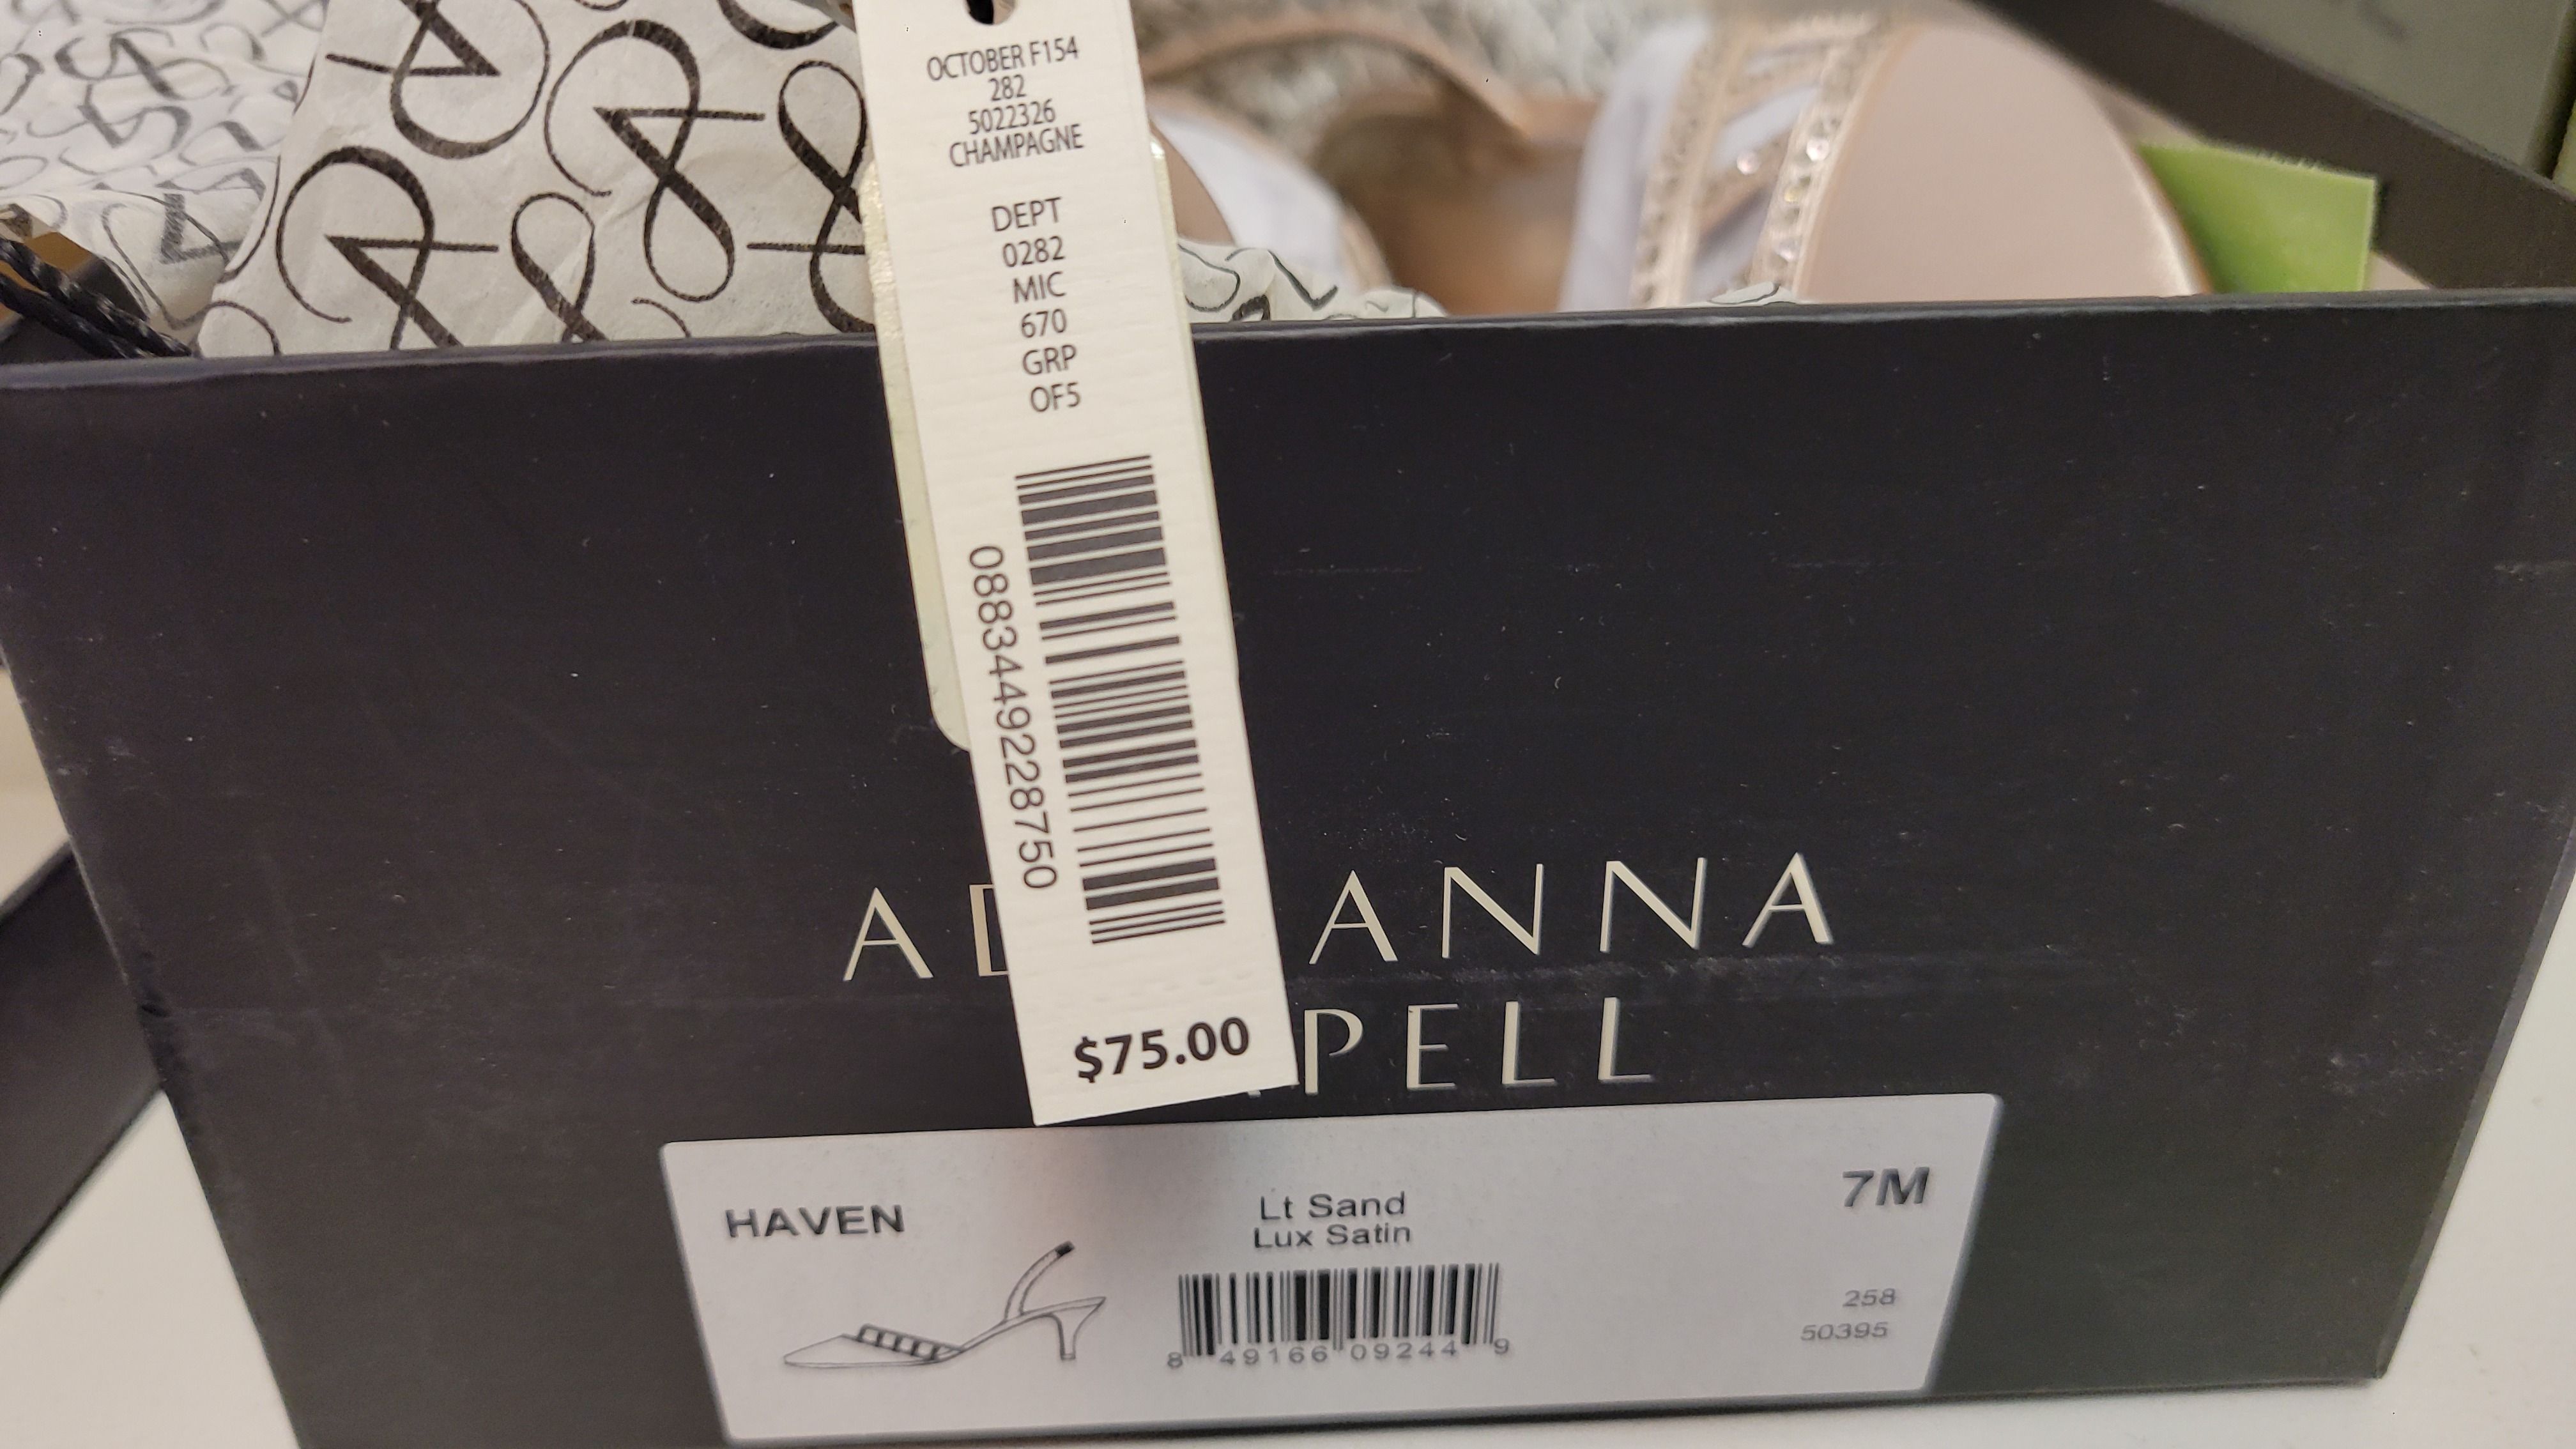 OCTOBER F154
282
5022326
CHAMPAGNE
DEPT
0282
MIC
670
GRP
OF5
0883449228750
$75.00
AD ANNA
PELL
HAVEN
Lt Sand
Lux Satin
7M
8 49166 09244 9
258
50395